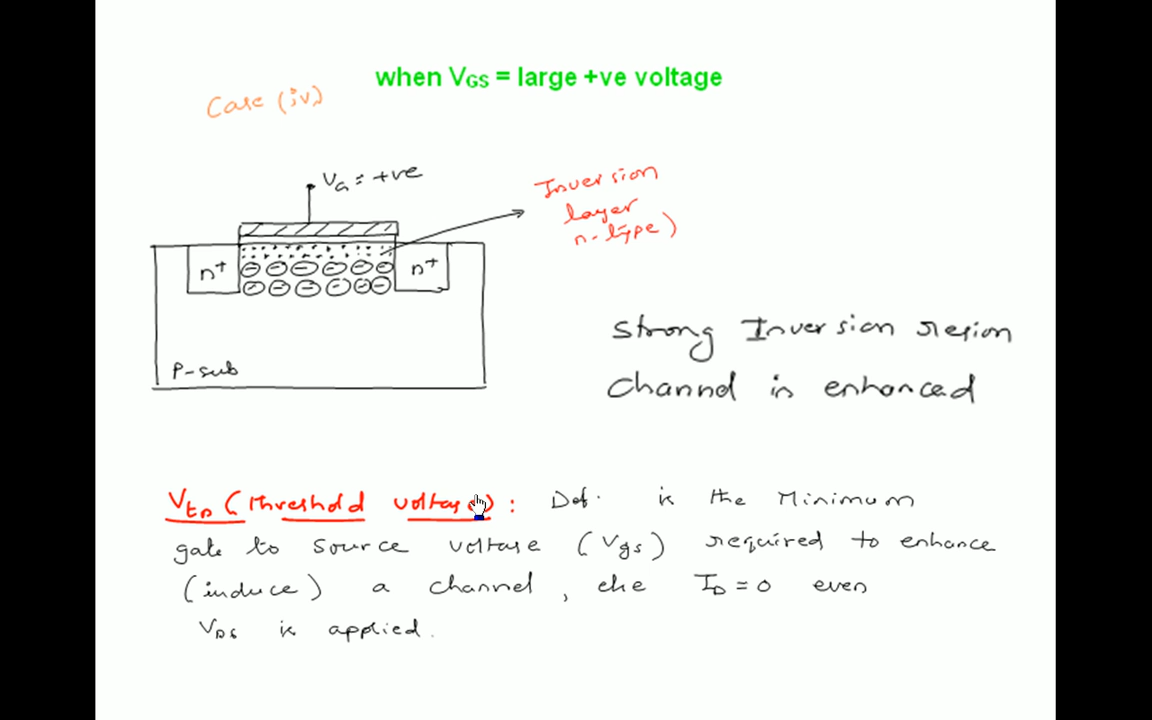 when VGS = large +ve voltage
Case (iv)
VG = +ve
Inversion
layer
n-type)
n+
n+
P-sub
Strong Inversion region
Channel is enhanced
Vtn (threshold voltage) : Def. is the Minimum
gate to source voltage (Vgs) required to enhance
(induce) a channel, else ID = 0 even
VDS is applied.